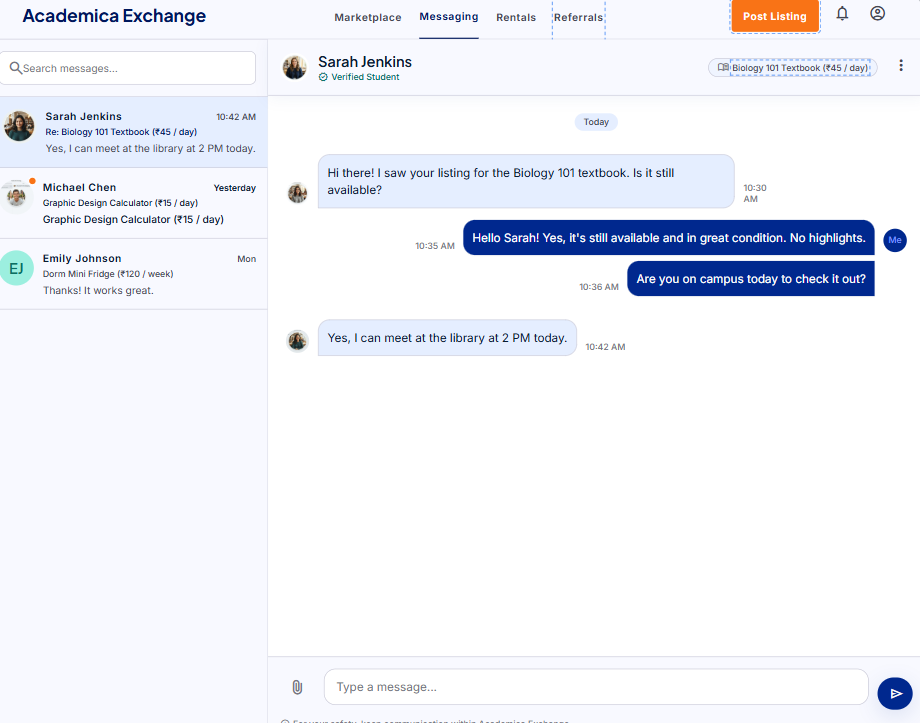 Academica Exchange
Marketplace
Messaging
Rentals
Referrals
Post Listing
Search messages...
Sarah Jenkins
10:42 AM
Re: Biology 101 Textbook (₹45 / day)
Yes, I can meet at the library at 2 PM today.
Michael Chen
Yesterday
Graphic Design Calculator (₹15 / day)
Graphic Design Calculator (₹15 / day)
EJ
Emily Johnson
Mon
Dorm Mini Fridge (₹120 / week)
Thanks! It works great.
Sarah Jenkins
Verified Student
Biology 101 Textbook (₹45 / day)
Today
Hi there! I saw your listing for the Biology 101 textbook. Is it still
available?
10:30
AM
10:35 AM
Hello Sarah! Yes, it's still available and in great condition. No highlights.
Me
10:36 AM
Are you on campus today to check it out?
Yes, I can meet at the library at 2 PM today.
10:42 AM
Type a message...
For your safety, keep communication within Academica Exchange.